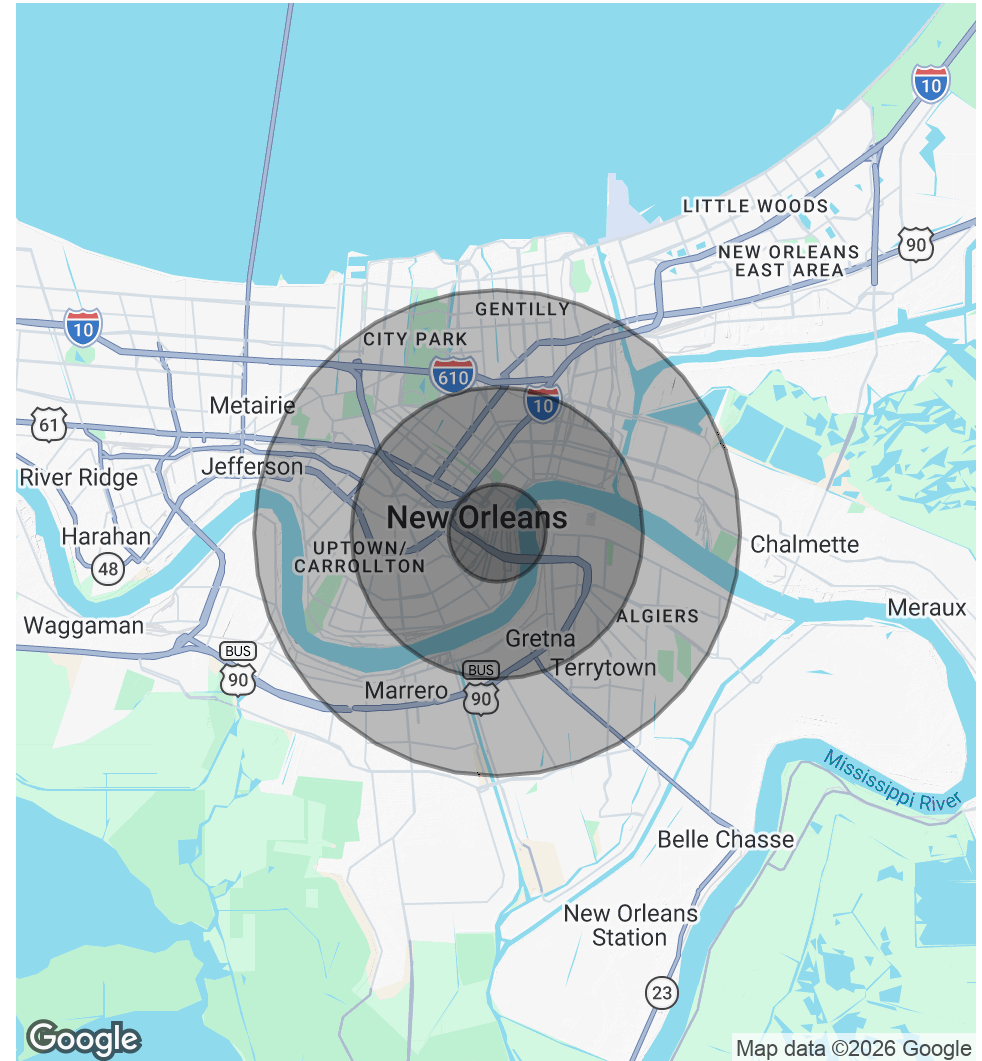 10
LITTLE WOODS
90
NEW ORLEANS
EAST AREA
GENTILLY
10
CITY PARK
610
10
Metairie
61
Jefferson
River Ridge
New Orleans
Harahan
Chalmette
UPTOWN/
CARROLLTON
48
Meraux
ALGIERS
Waggaman
Gretna
BUS
90
Terrytown
BUS
90
Marrero
Mississippi River
Belle Chasse
New Orleans
Station
23
Google
Map data ©2026 Google